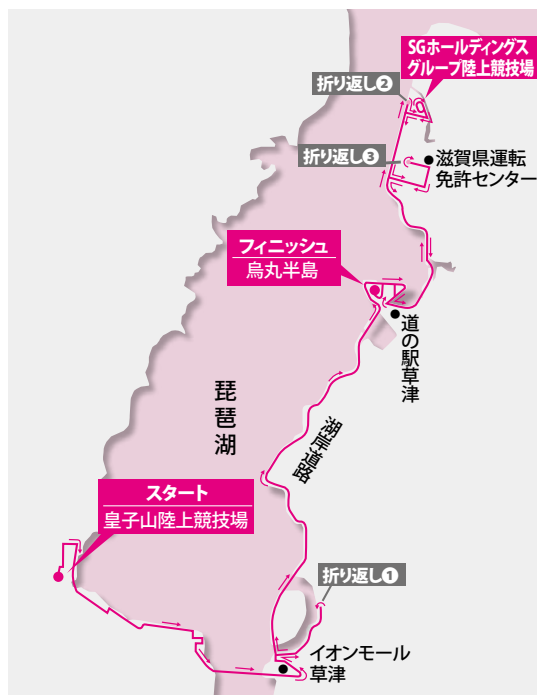 SGホールディングス
グループ陸上競技場
折り返し❷
折り返し❸
滋賀県運転
免許センター
フィニッシュ
烏丸半島
道の駅草津
琵琶湖
湖岸道路
スタート
皇子山陸上競技場
折り返し❶
イオンモール
草津